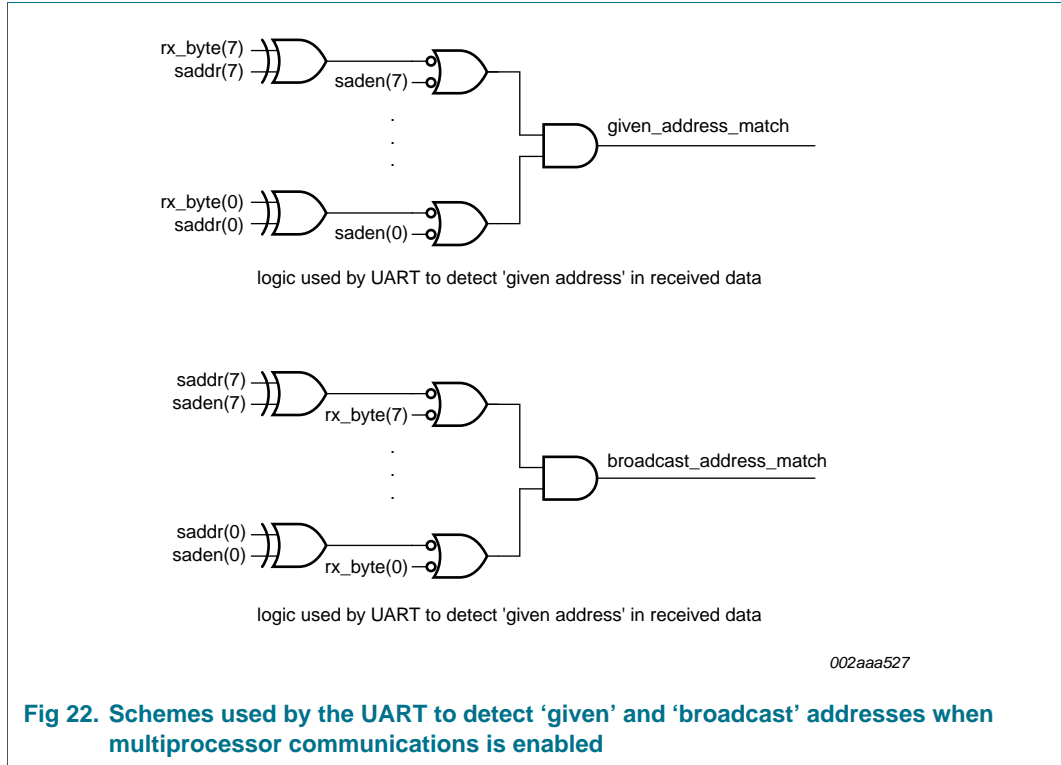 rx_byte(7)
saddr(7)
saden(7)
given_address_match
.
.
.
.
.
.
rx_byte(0)
saddr(0)
saden(0)
logic used by UART to detect 'given address' in received data
saddr(7)
saden(7)
rx_byte(7)
broadcast_address_match
.
.
.
.
.
.
saddr(0)
saden(0)
rx_byte(0)
logic used by UART to detect 'given address' in received data
002aaa527
Fig 22. Schemes used by the UART to detect ‘given’ and ‘broadcast’ addresses when
multiprocessor communications is enabled